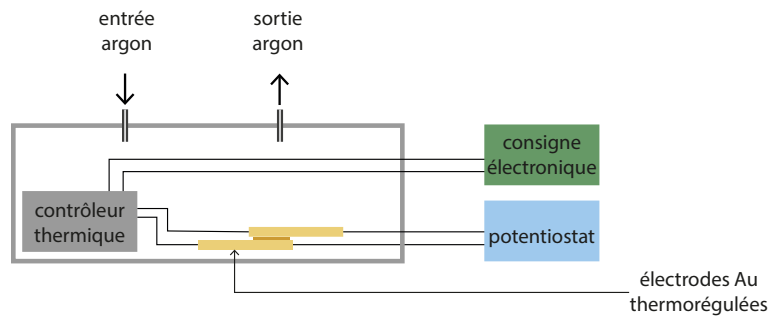 entrée
argon
sortie
argon
consigne
électronique
contrôleur
thermique
potentiostat
électrodes Au
thermorégulées